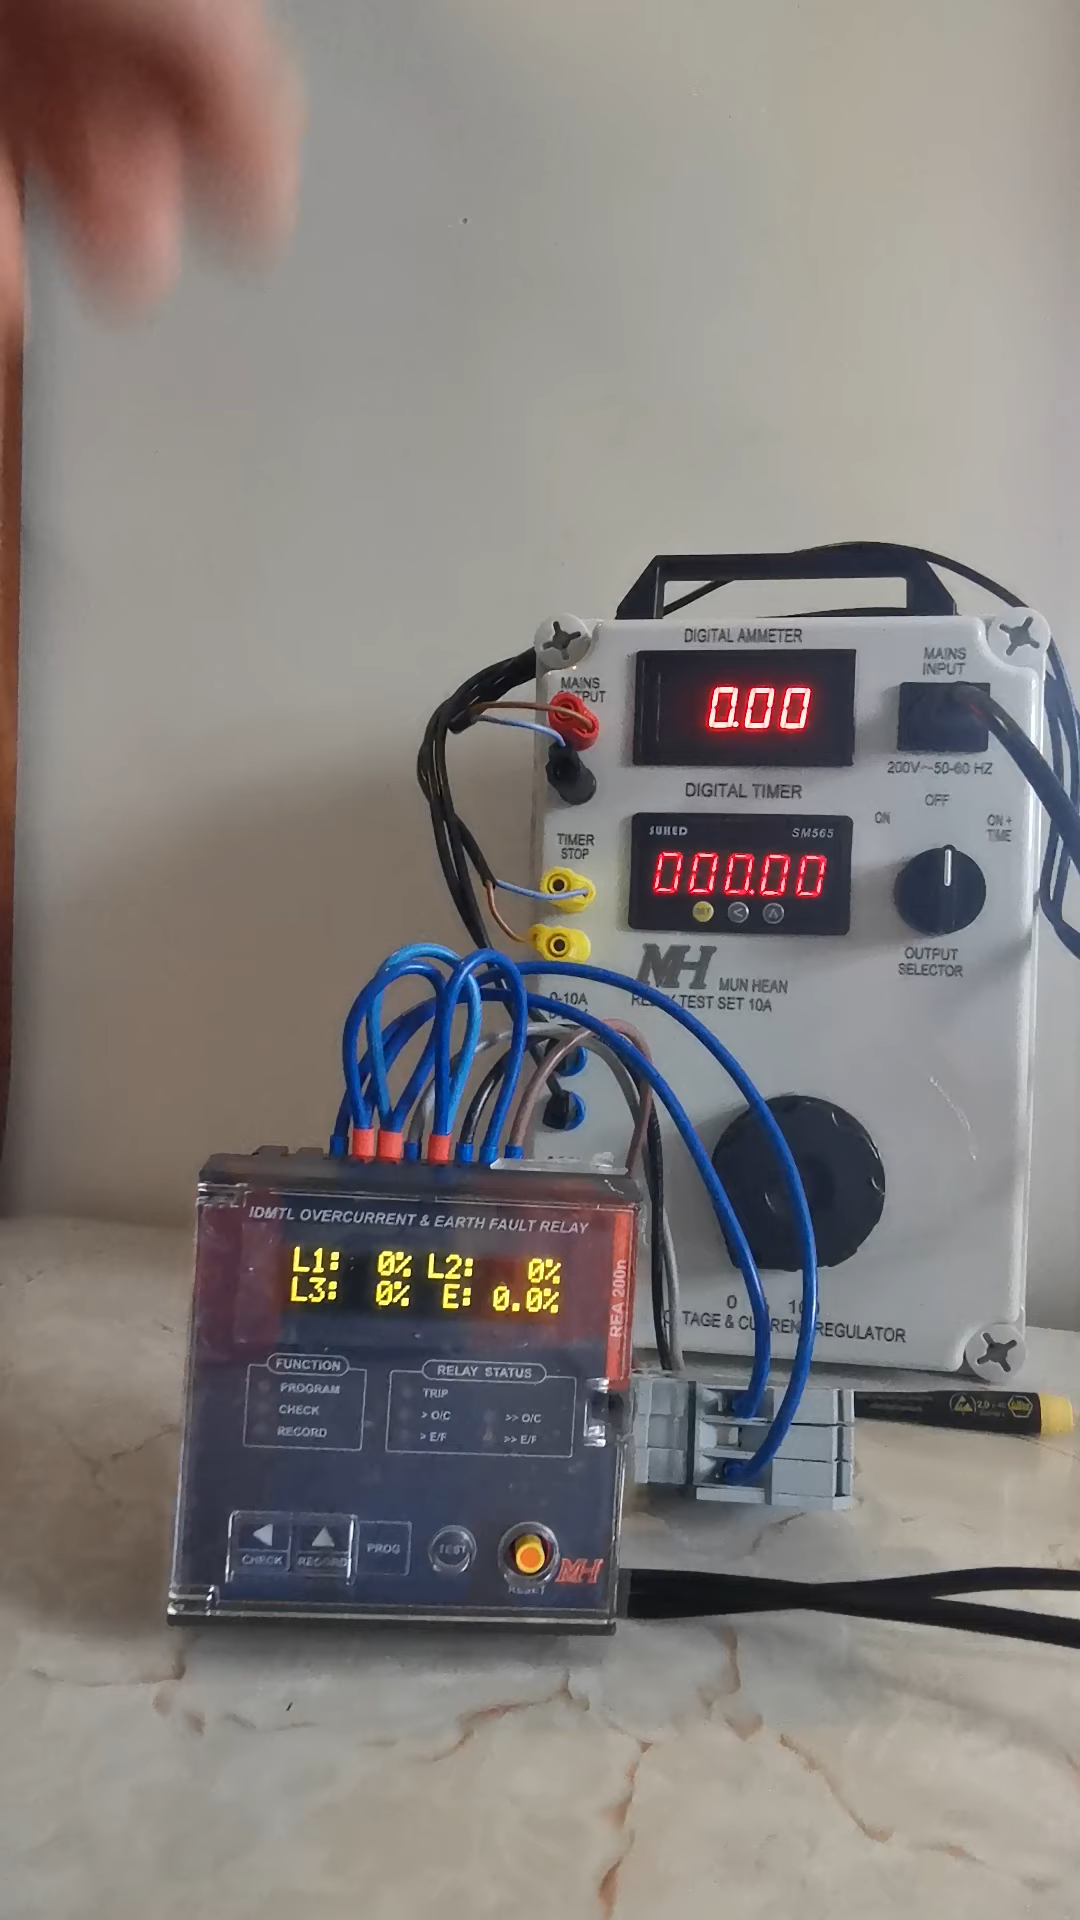 DIGITAL AMMETER
MAINS
INPUT
MAINS
0.00
200V~50-60 HZ
DIGITAL TIMER
OFF
ON
ON +
TIME
SUHED SM565
TIMER
STOP
000.00
SET < ∧
OUTPUT
SELECTOR
MH MUN HEAN
TEST SET 10A
0-10A
IDMTL OVERCURRENT & EARTH FAULT RELAY
L1: 0% L2: 0%
L3: 0% E: 0.0%
REA 200n
0
TAGE & REGULATOR
FUNCTION
PROGRAM
CHECK
RECORD
RELAY STATUS
TRIP
> O/C >> O/C
> E/F >> E/F
CHECK
RECORD
PROG
TEST
RESET
MH